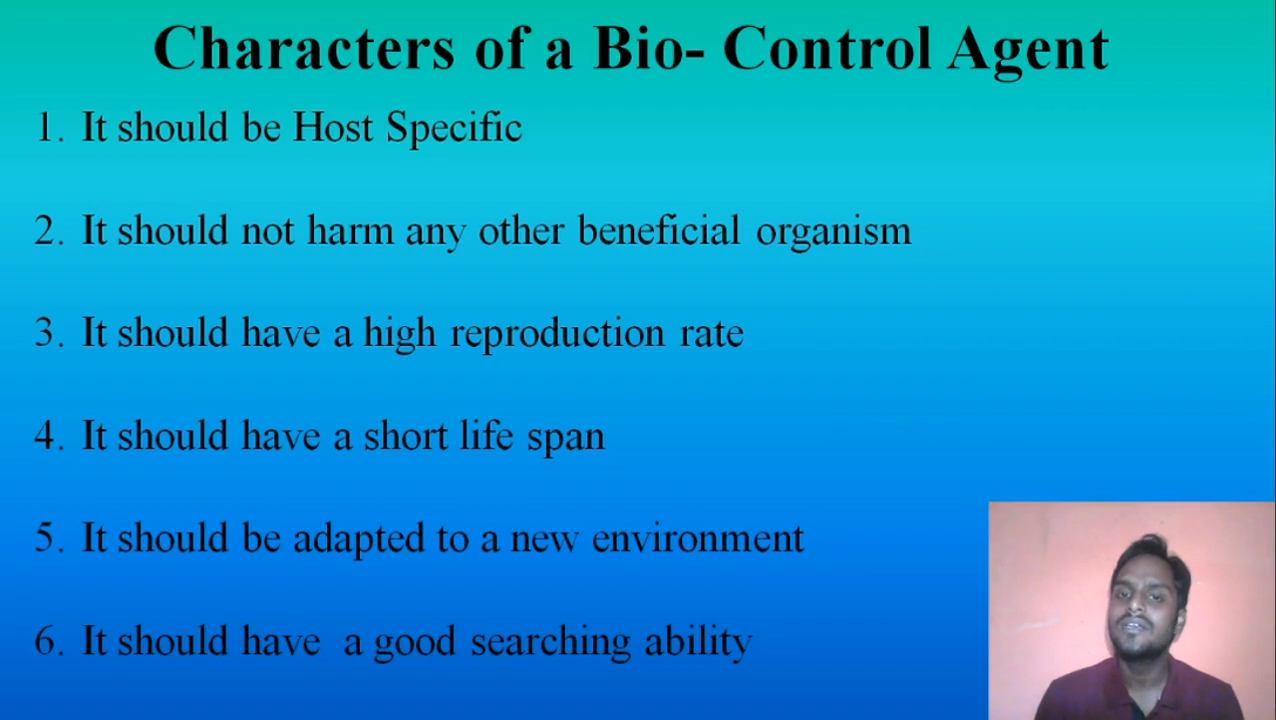 Characters of a Bio- Control Agent
1. It should be Host Specific
2. It should not harm any other beneficial organism
3. It should have a high reproduction rate
4. It should have a short life span
5. It should be adapted to a new environment
6. It should have  a good searching ability